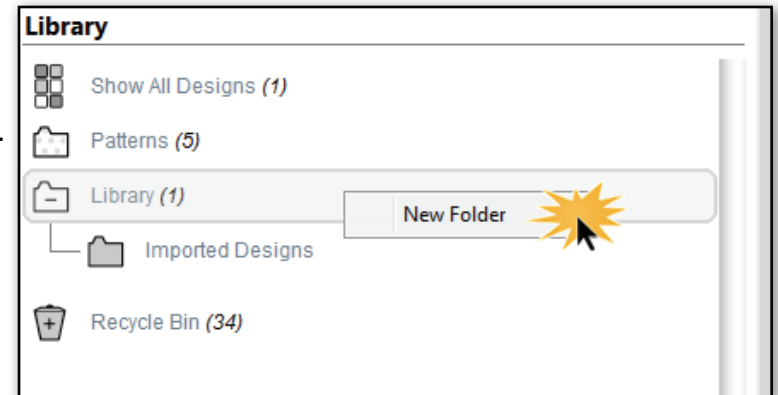 Library
Show All Designs (1)
Patterns (5)
Library (1)
New Folder
Imported Designs
Recycle Bin (34)